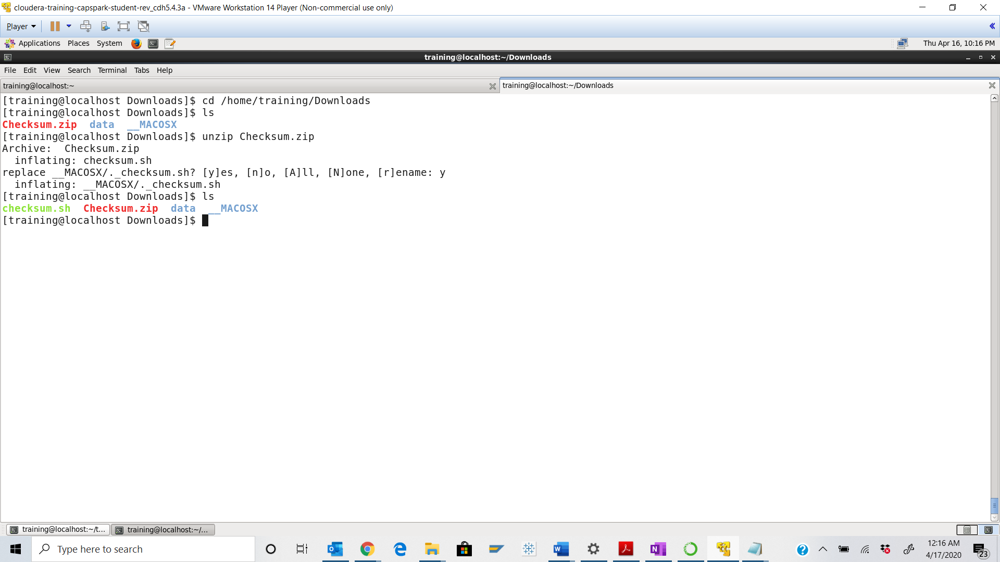 cloudera-training-capspark-student-rev_cdh5.4.3a - VMware Workstation 14 Player (Non-commercial use only)
Player
Applications Places System Thu Apr 16, 10:16 PM
training@localhost:~/Downloads
File Edit View Search Terminal Tabs Help
training@localhost:~ training@localhost:~/Downloads
[training@localhost Downloads]$ cd /home/training/Downloads
[training@localhost Downloads]$ ls
Checksum.zip data __MACOSX
[training@localhost Downloads]$ unzip Checksum.zip
Archive: Checksum.zip
inflating: checksum.sh
replace __MACOSX/._checksum.sh? [y]es, [n]o, [A]ll, [N]one, [r]ename: y
inflating: __MACOSX/._checksum.sh
[training@localhost Downloads]$ ls
checksum.sh Checksum.zip data __MACOSX
[training@localhost Downloads]$
training@localhost:~/t... training@localhost:~/...
Type here to search
12:16 AM
4/17/2020
23